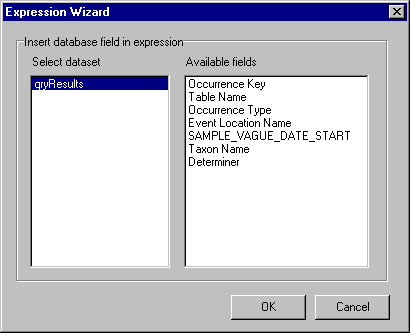 Expression Wizard
Insert database field in expression
Select dataset
Available fields
qryResults
Occurrence Key
Table Name
Occurrence Type
Event Location Name
SAMPLE_VAGUE_DATE_START
Taxon Name
Determiner
OK
Cancel